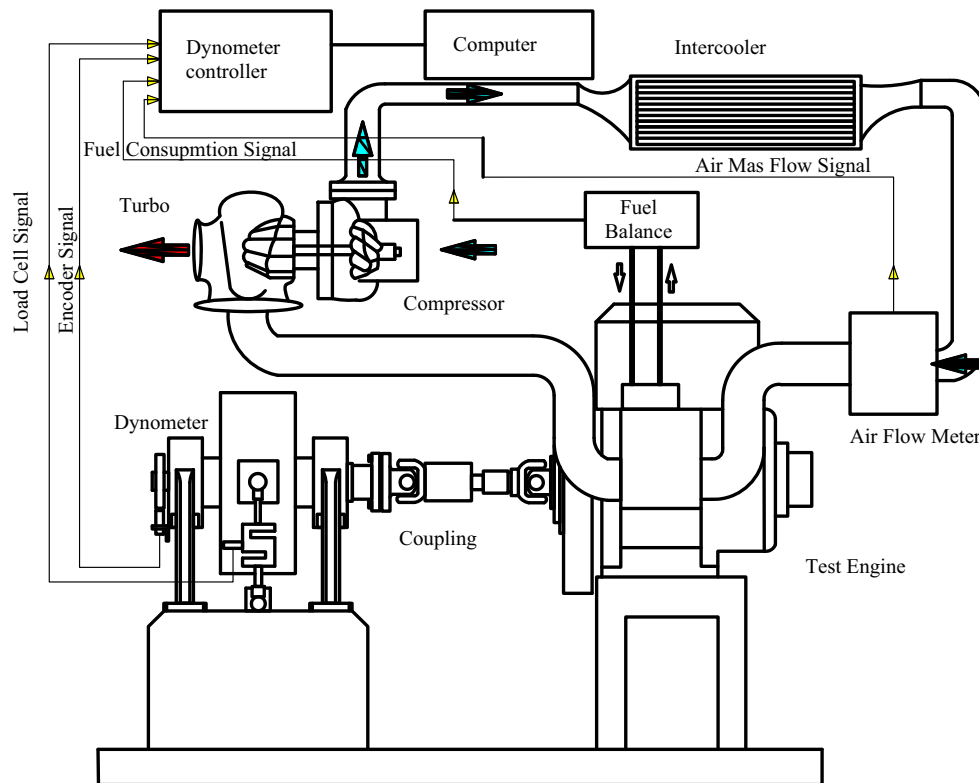 Dynometer
controller
Computer
Intercooler
Fuel Consupmtion Signal
Air Mas Flow Signal
Turbo
Fuel
Balance
Load Cell Signal
Encoder Signal
Compressor
Dynometer
Air Flow Meter
Coupling
Test Engine